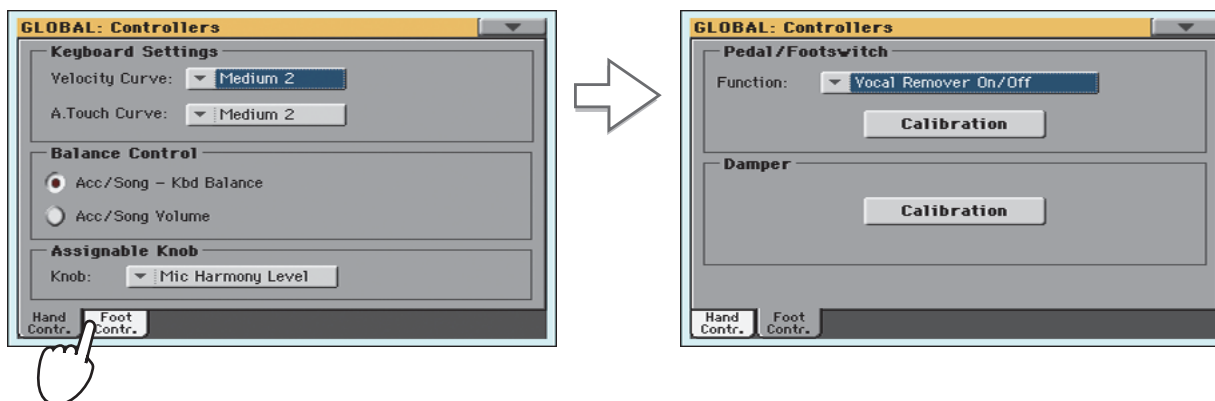 GLOBAL: Controllers
Keyboard Settings
Velocity Curve: Medium 2
A.Touch Curve: Medium 2
Balance Control
Acc/Song – Kbd Balance
Acc/Song Volume
Assignable Knob
Knob: Mic Harmony Level
Hand Contr.
Foot Contr.
GLOBAL: Controllers
Pedal/Footswitch
Function: Vocal Remover On/Off
Calibration
Damper
Calibration
Hand Contr.
Foot Contr.